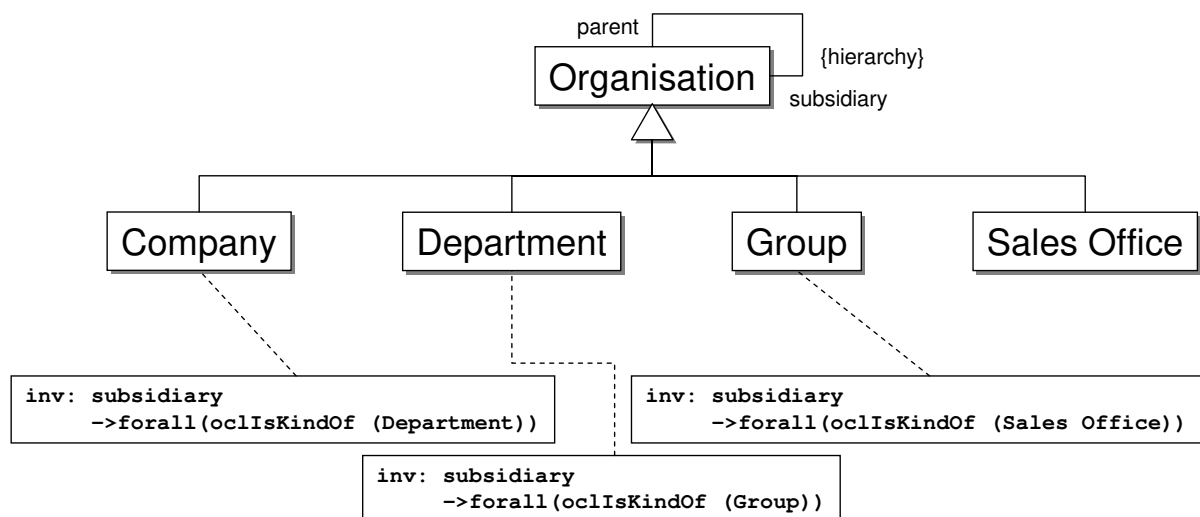 parent
{hierarchy}
Organisation
subsidiary
Company
Department
Group
Sales Office
inv: subsidiary
->forall(oclIsKindOf (Department))
inv: subsidiary
->forall(oclIsKindOf (Sales Office))
inv: subsidiary
->forall(oclIsKindOf (Group))